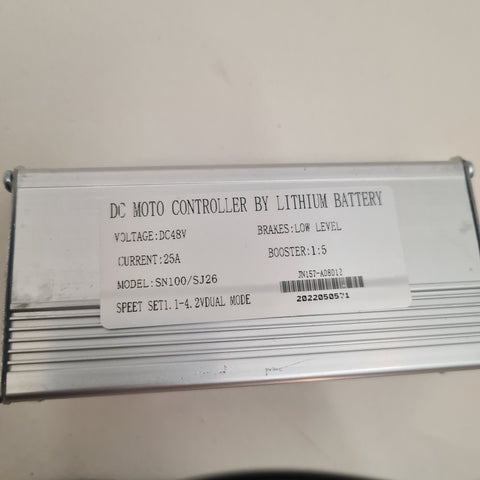 DC MOTO CONTROLLER BY LITHIUM BATTERY
VOLTAGE:DC48V
BRAKES:LOW LEVEL
CURRENT:25A
BOOSTER:1:5
MODEL:SN100/SJ26
JN157-A08012
SPEET SET1.1-4.2VDUAL MODE
2022050571